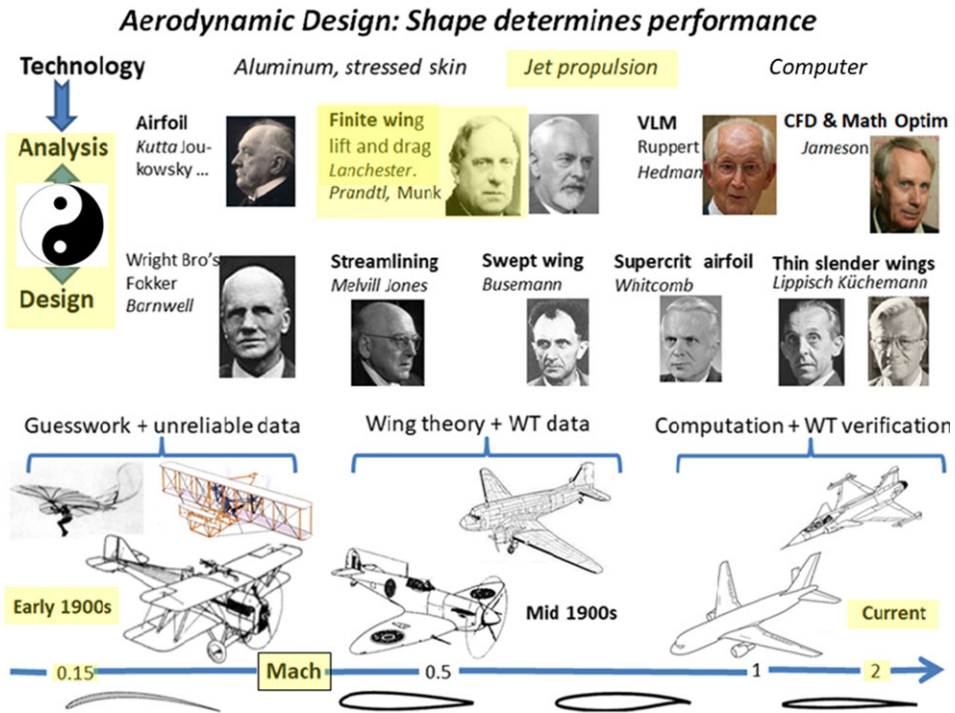 Aerodynamic Design: Shape determines performance
Technology
Aluminum, stressed skin
Jet propulsion
Computer
Analysis
Airfoil
Kutta Jou-
kowsky ...
Finite wing
lift and drag
Lanchester.
Prandtl, Munk
VLM
Ruppert
Hedman
CFD & Math Optim
Jameson
Design
Wright Bro's
Fokker
Barnwell
Streamlining
Melvill Jones
Swept wing
Busemann
Supercrit airfoil
Whitcomb
Thin slender wings
Lippisch Küchemann
Guesswork + unreliable data
Wing theory + WT data
Computation + WT verification
Early 1900s
Mid 1900s
Current
0.15
Mach
0.5
1
2